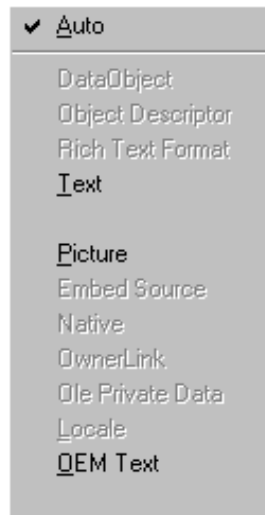 Auto
DataObject
Object Descriptor
Rich Text Format
Text
Picture
Embed Source
Native
OwnerLink
Ole Private Data
Locale
OEM Text